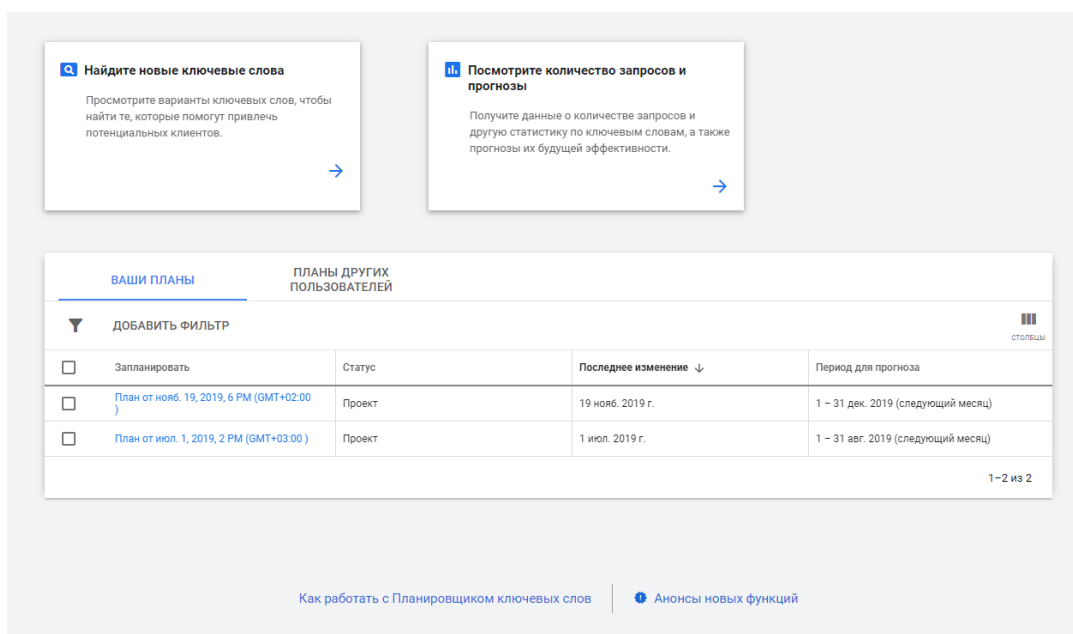 Найдите новые ключевые слова
Просмотрите варианты ключевых слов, чтобы
найти те, которые помогут привлечь
потенциальных клиентов.
Посмотрите количество запросов и
прогнозы
Получите данные о количестве запросов и
другую статистику по ключевым словам, а также
прогнозы их будущей эффективности.
ВАШИ ПЛАНЫ
ПЛАНЫ ДРУГИХ
ПОЛЬЗОВАТЕЛЕЙ
ДОБАВИТЬ ФИЛЬТР
СТОЛБЦЫ
Запланировать Статус Последнее изменение Период для прогноза
План от нояб. 19, 2019, 6 PM (GMT+02:00
) Проект 19 нояб. 2019 г. 1 – 31 дек. 2019 (следующий месяц)
План от июл. 1, 2019, 2 PM (GMT+03:00 ) Проект 1 июл. 2019 г. 1 – 31 авг. 2019 (следующий месяц)
1–2 из 2
Как работать с Планировщиком ключевых слов Анонсы новых функций